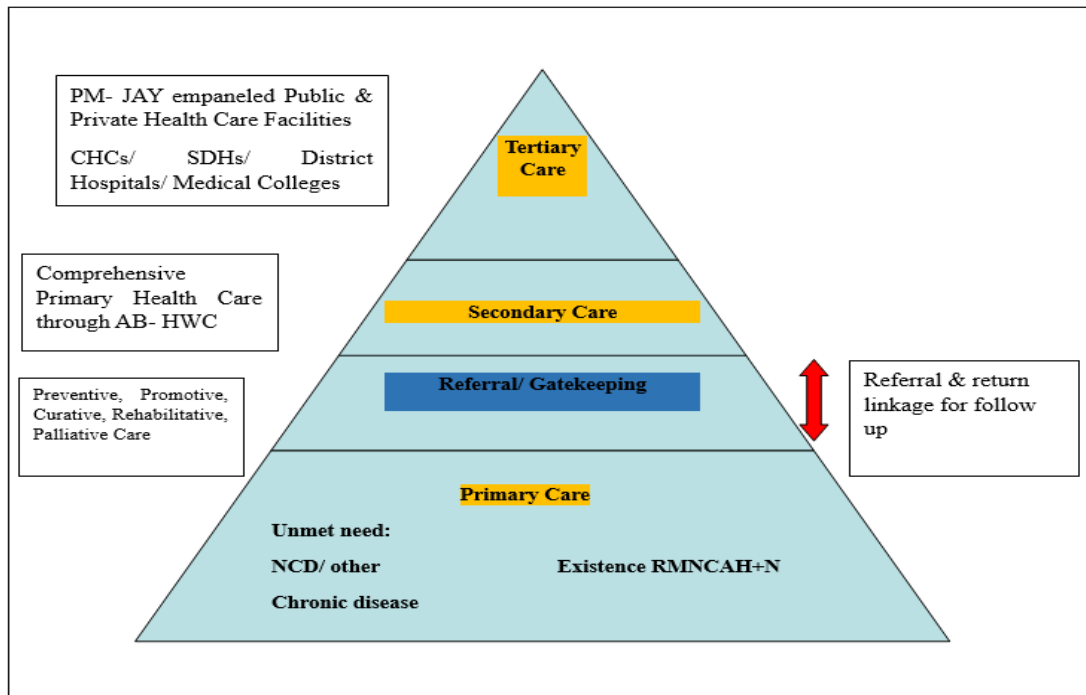 PM- JAY empaneled Public &
Private Health Care Facilities
CHCs/ SDHs/ District
Hospitals/ Medical Colleges
Tertiary
Care
Comprehensive
Primary Health Care
through AB- HWC
Secondary Care
Preventive, Promotive,
Curative, Rehabilitative,
Palliative Care
Referral/ Gatekeeping
Referral & return
linkage for follow
up
Primary Care
Unmet need:
NCD/ other
Existence RMNCAH+N
Chronic disease